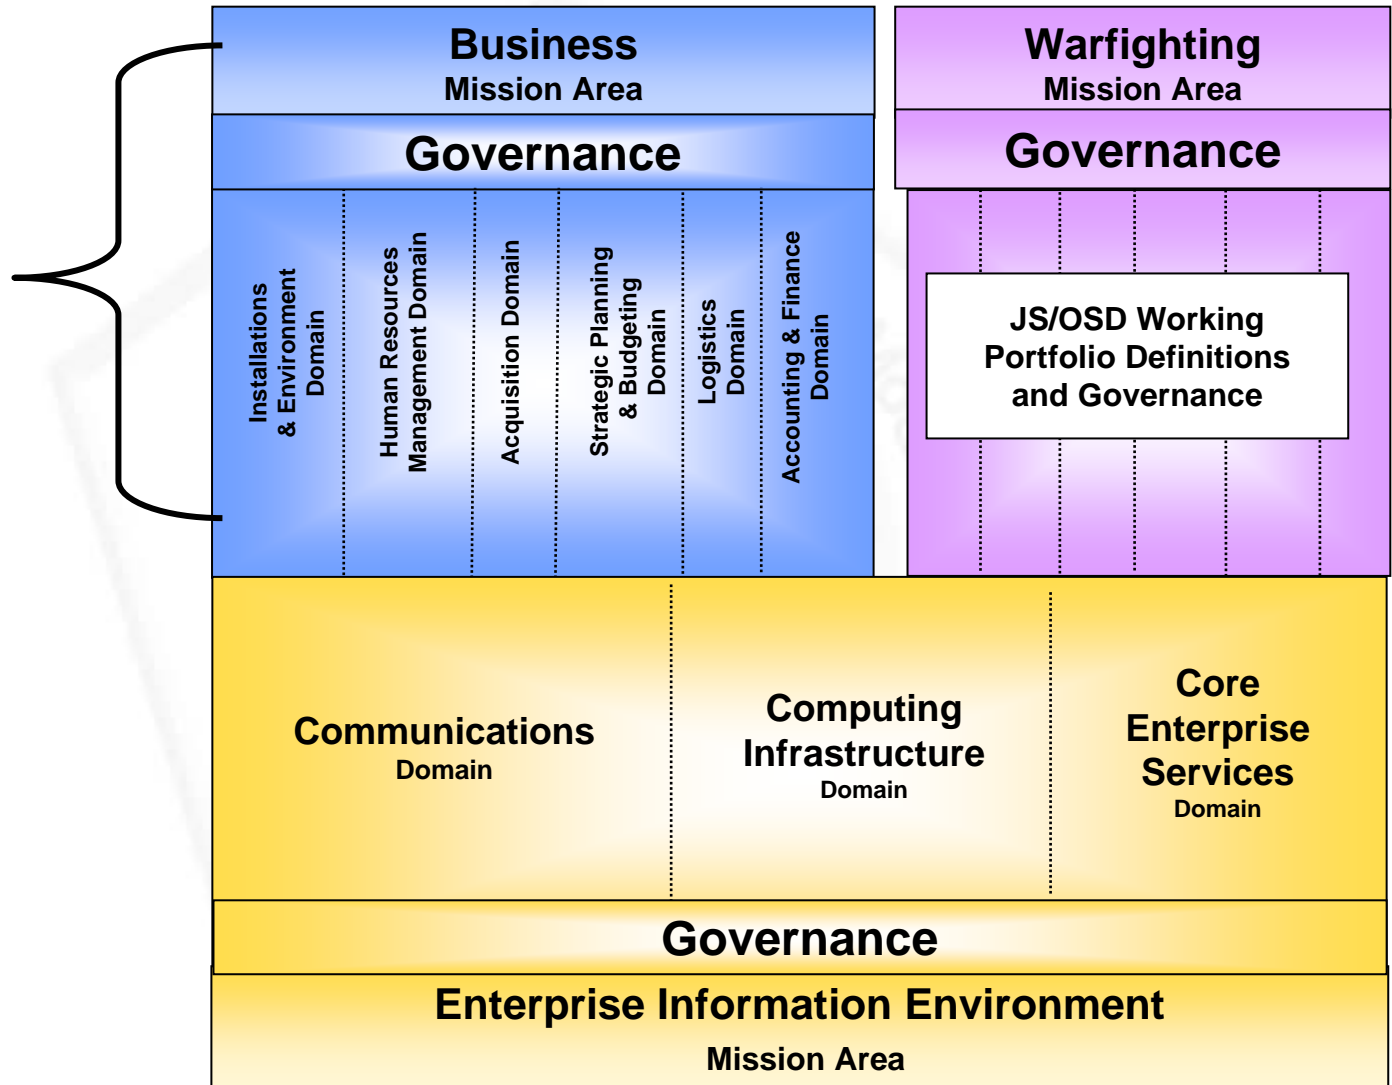 Business
Mission Area
Governance
Installations
& Environment
Domain
Human Resources
Management Domain
Acquisition Domain
Strategic Planning
& Budgeting
Domain
Logistics
Domain
Accounting & Finance
Domain
Warfighting
Mission Area
Governance
JS/OSD Working
Portfolio Definitions
and Governance
Communications
Domain
Computing
Infrastructure
Domain
Core
Enterprise
Services
Domain
Governance
Enterprise Information Environment
Mission Area